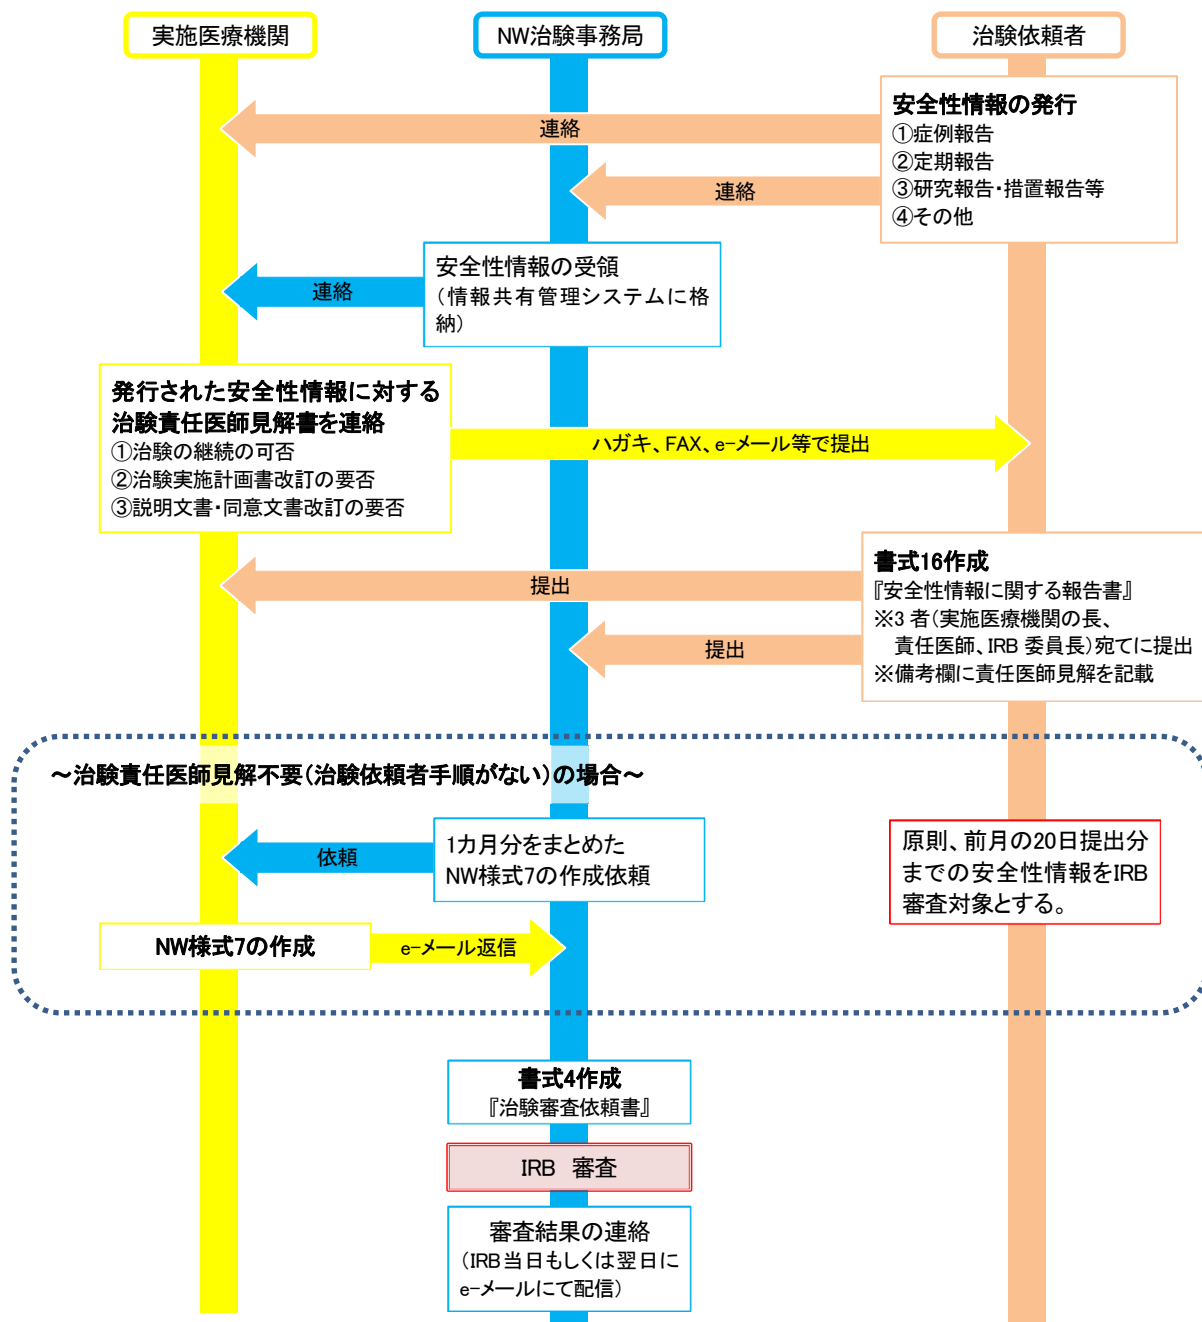 実施医療機関
NW治験事務局
治験依頼者
安全性情報の発行
①症例報告
②定期報告
③研究報告・措置報告等
④その他
連絡
連絡
安全性情報の受領
（情報共有管理システムに格
納）
連絡
発行された安全性情報に対する
治験責任医師見解書を連絡
①治験の継続の可否
②治験実施計画書改訂の要否
③説明文書・同意文書改訂の要否
ハガキ、FAX、e-メール等で提出
書式16作成
『安全性情報に関する報告書』
※3 者（実施医療機関の長、
責任医師、IRB 委員長）宛てに提出
※備考欄に責任医師見解を記載
提出
提出
～治験責任医師見解不要（治験依頼者手順がない）の場合～
1カ月分をまとめた
NW様式7の作成依頼
依頼
原則、前月の20日提出分
までの安全性情報をIRB
審査対象とする。
NW様式7の作成
e-メール返信
書式4作成
『治験審査依頼書』
IRB 審査
審査結果の連絡
（IRB当日もしくは翌日に
e-メールにて配信）